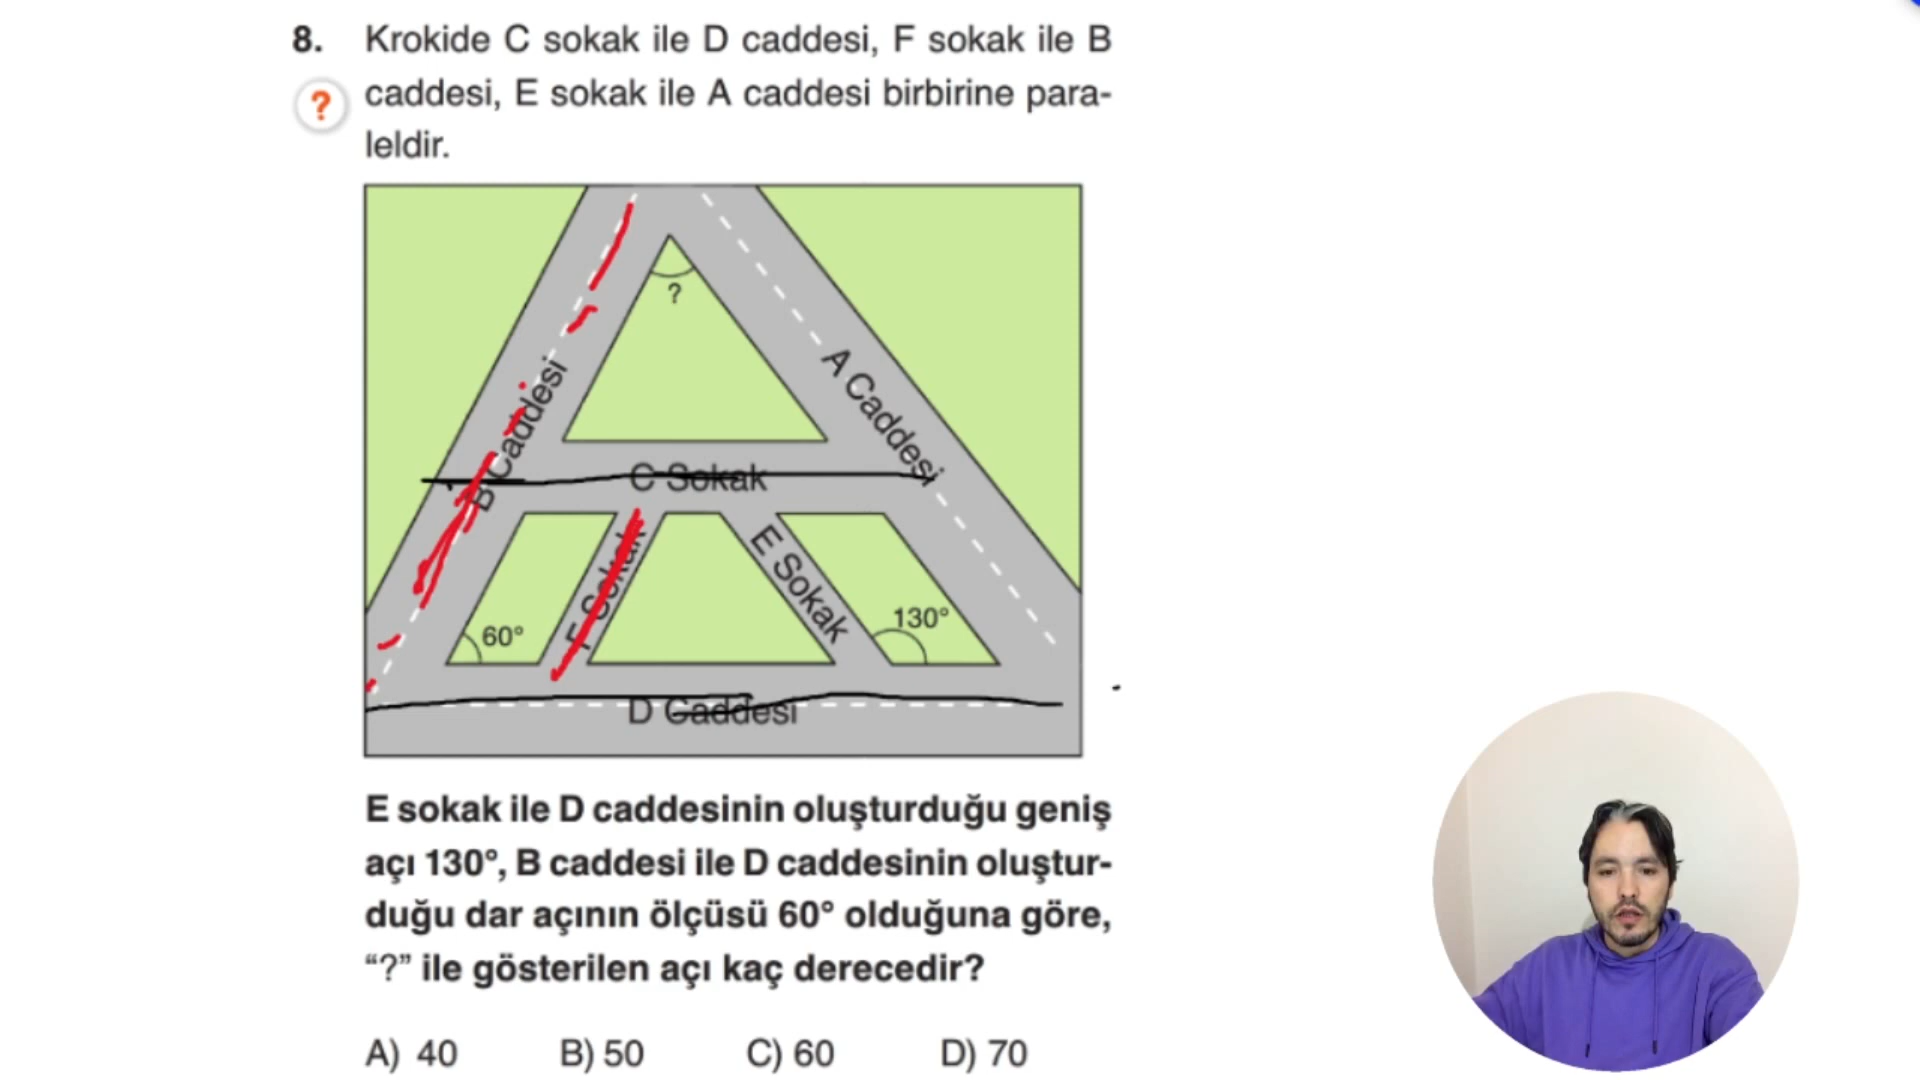 8. Krokide C sokak ile D caddesi, F sokak ile B
? caddesi, E sokak ile A caddesi birbirine para-
leldir.
?
A Caddesi
B Caddesi
C Sokak
F Sokak
E Sokak
60°
130°
D Caddesi
E sokak ile D caddesinin oluşturduğu geniş
açı 130°, B caddesi ile D caddesinin oluştur-
duğu dar açının ölçüsü 60° olduğuna göre,
“?” ile gösterilen açı kaç derecedir?
A) 40 B) 50 C) 60 D) 70